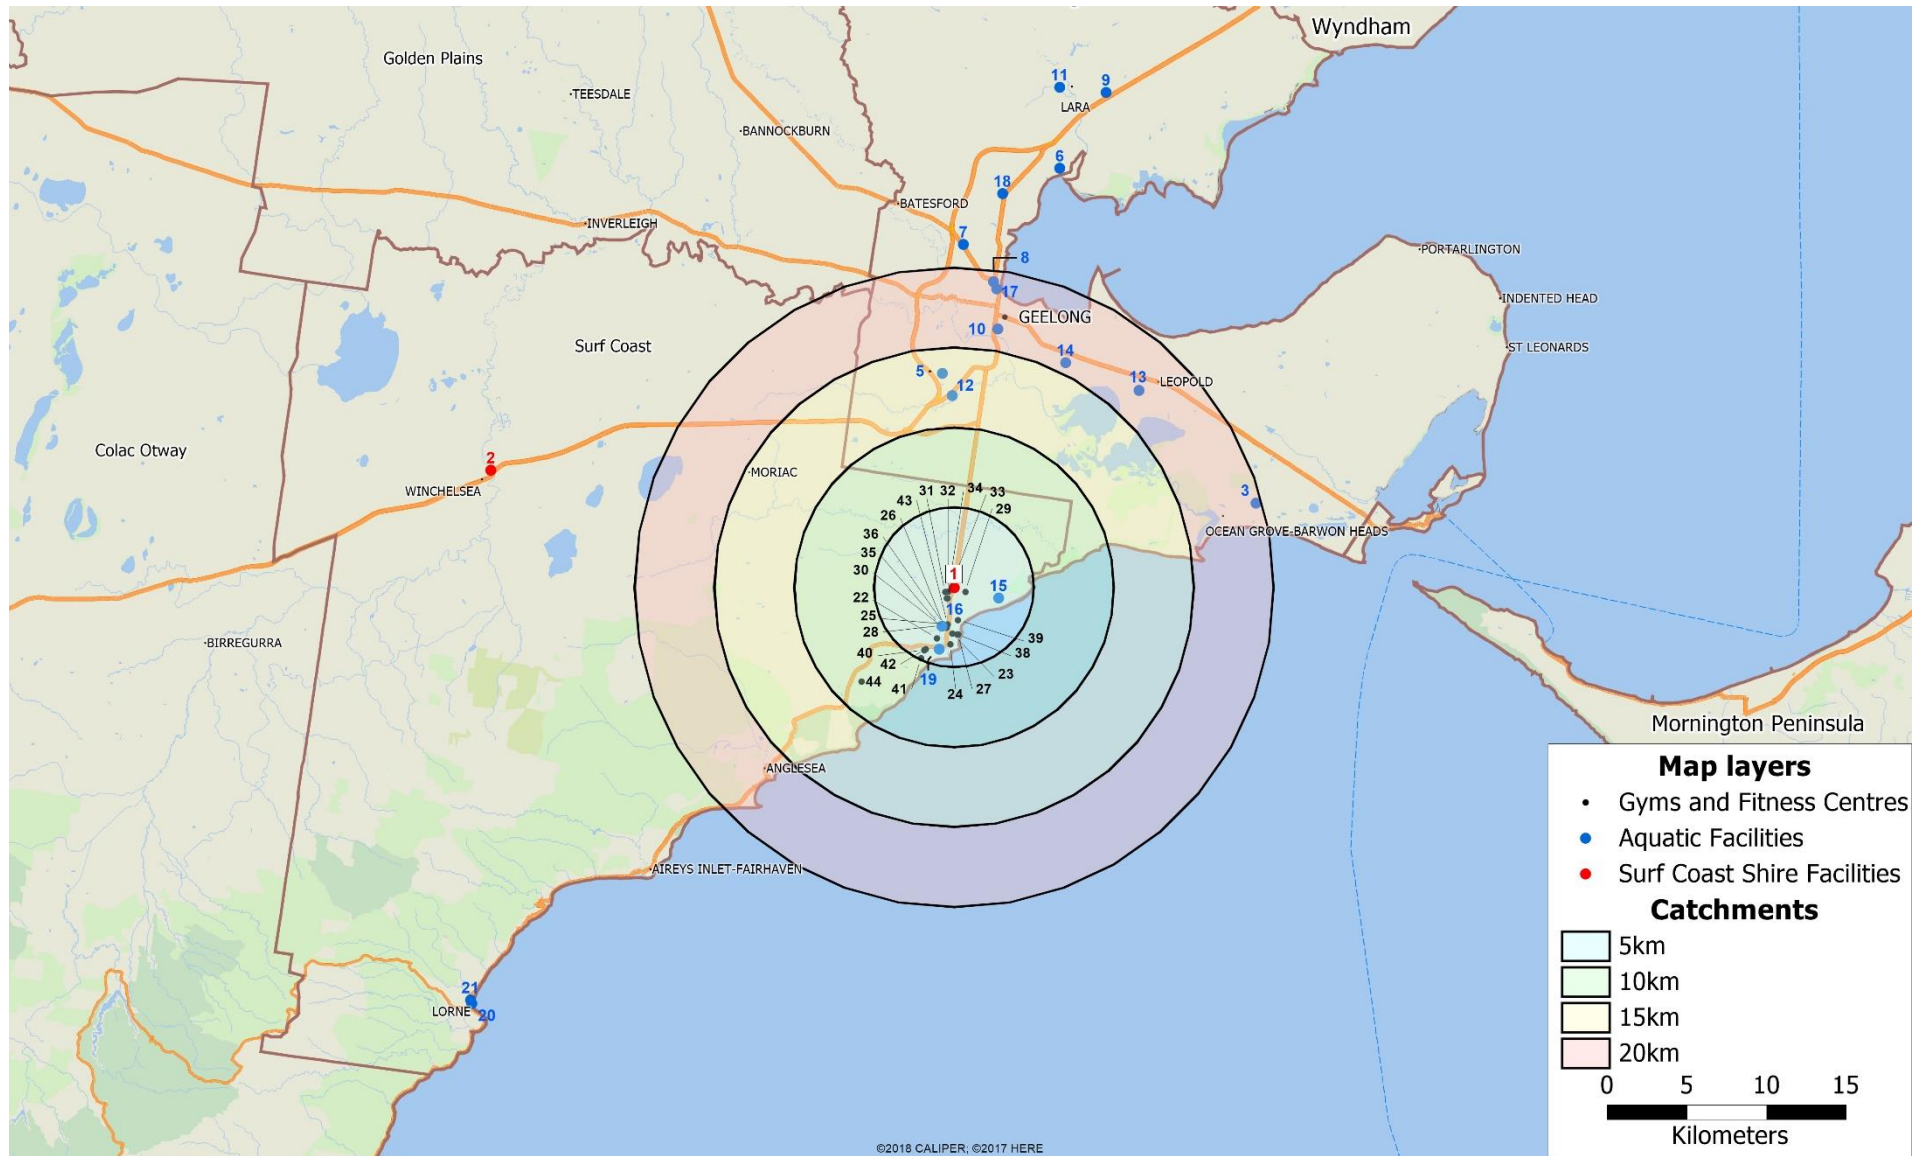 Wyndham
Golden Plains
11
9
TEESDALE
LARA
BANNOCKBURN
6
18
BATESFORD
INVERLEIGH
7
PORTARLINGTON
8
17
INDENTED HEAD
GEELONG
10
Surf Coast
ST LEONARDS
14
5
12
13
LEOPOLD
Colac Otway
2
MORIAC
WINCHELSEA
3
31
32
34
33
43
29
26
OCEAN GROVE-BARWON HEADS
36
35
30
1
15
22
16
25
28
39
BIRREGURRA
40
38
42
23
44
41
19
24
27
Mornington Peninsula
ANGLESEA
AIREYS INLET-FAIRHAVEN
21
LORNE
20
Map layers
Gyms and Fitness Centres
Aquatic Facilities
Surf Coast Shire Facilities
Catchments
5km
10km
15km
20km
0 5 10 15
Kilometers
©2018 CALIPER; ©2017 HERE